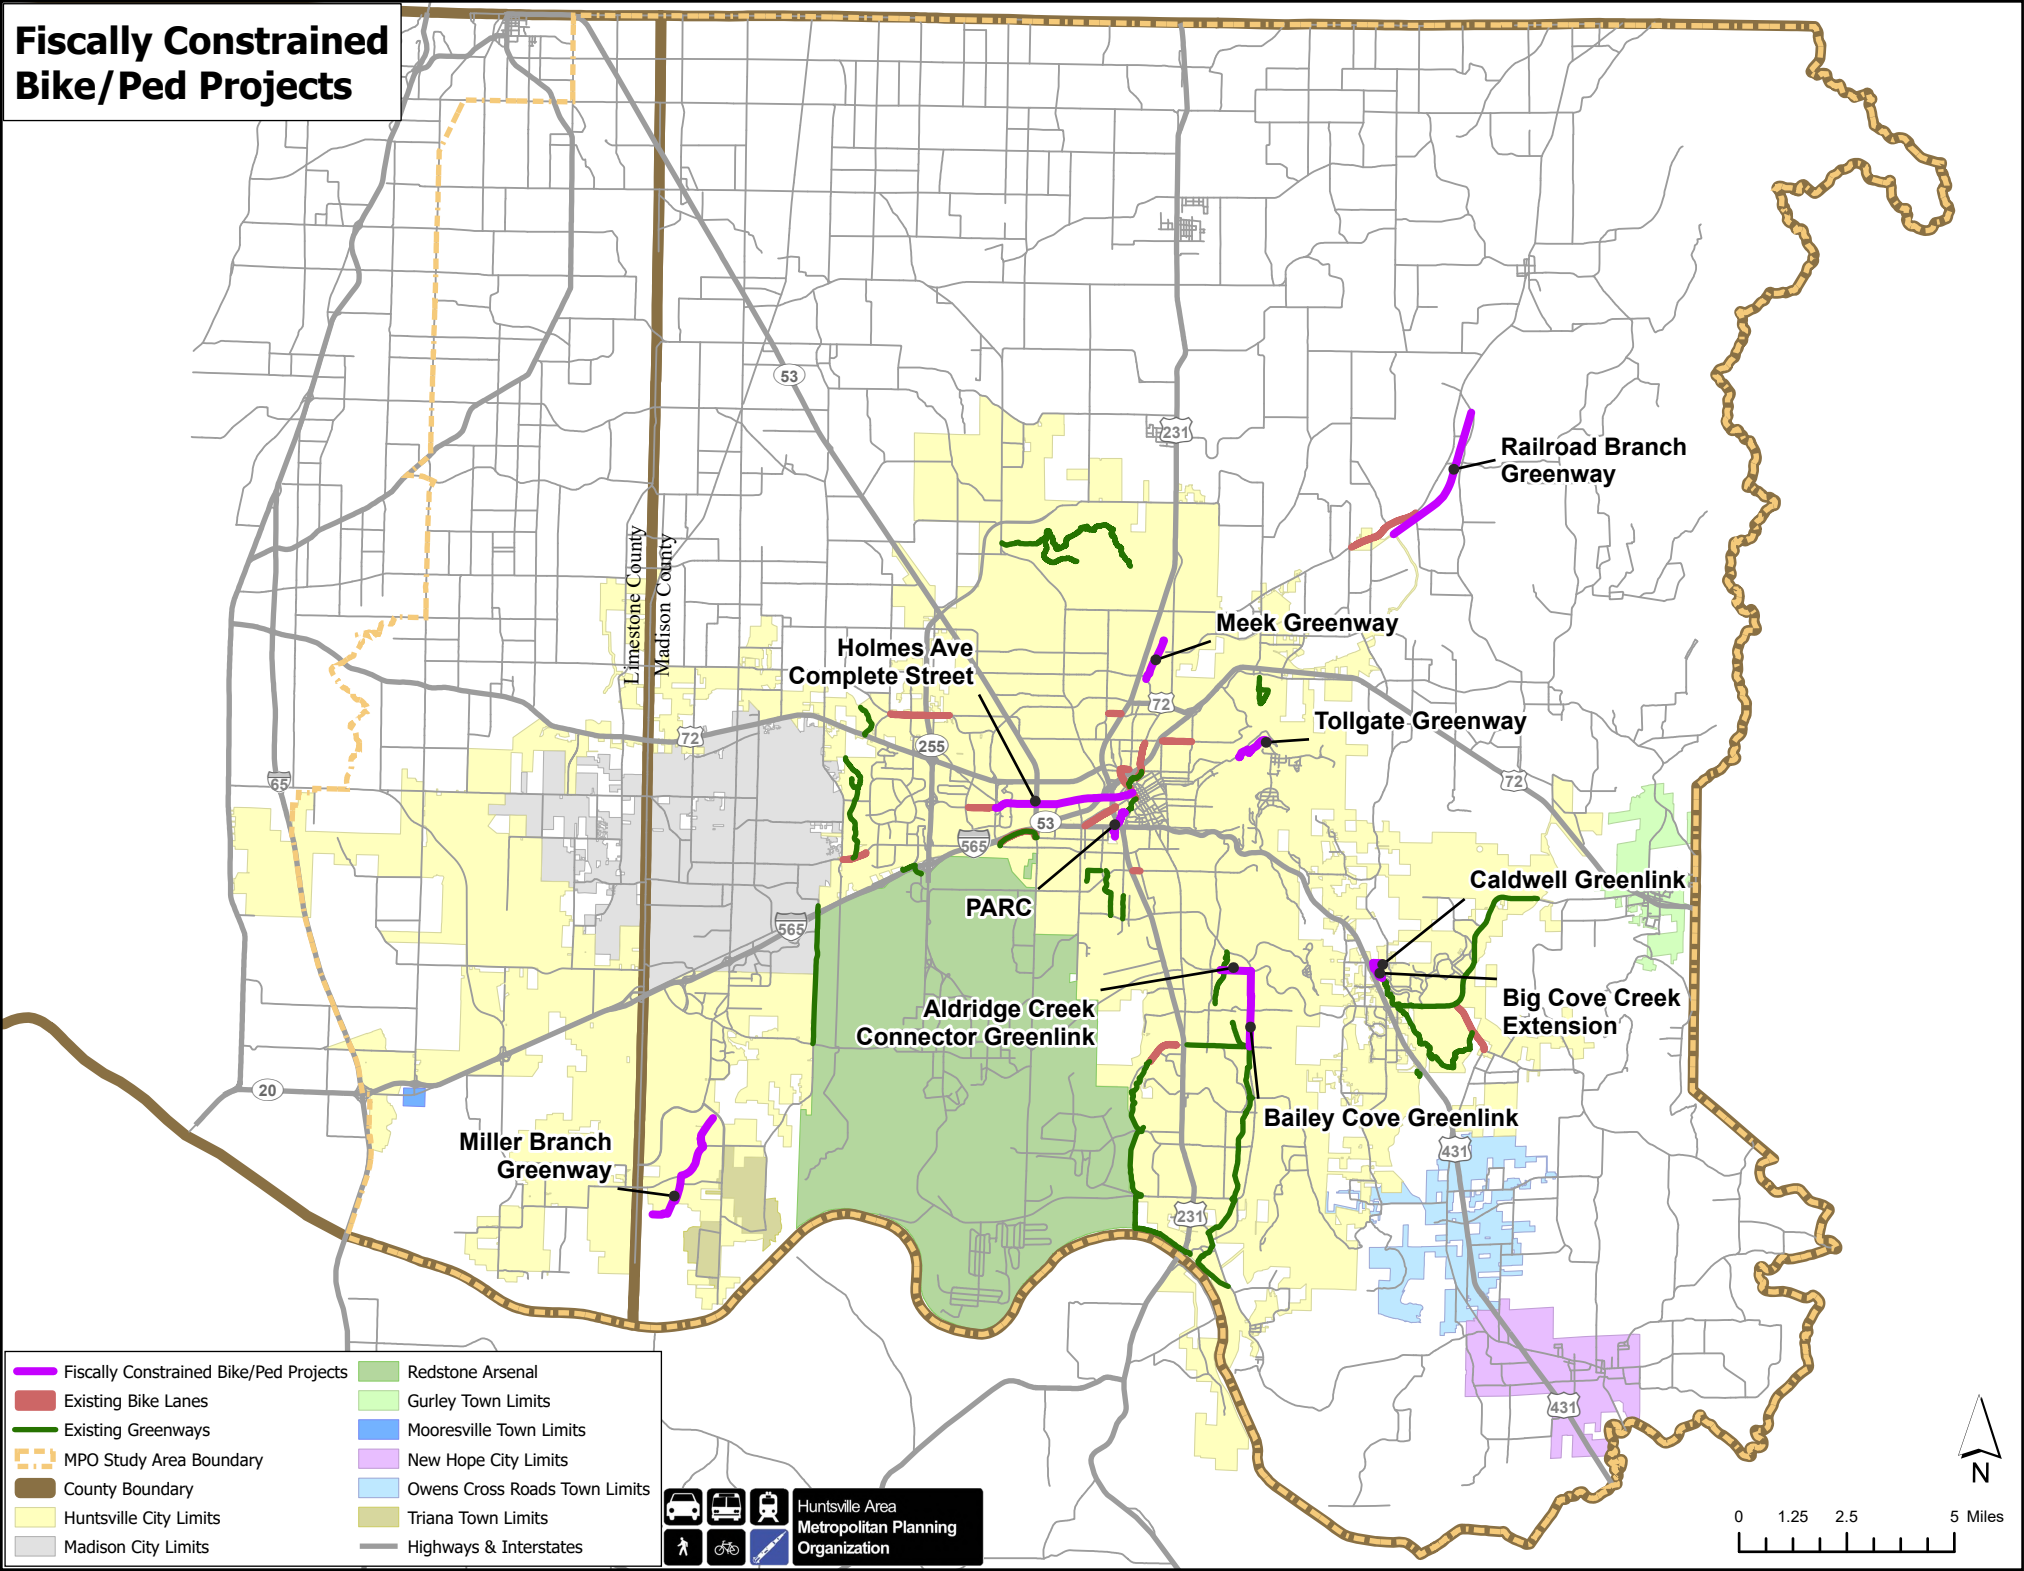 Fiscally Constrained
Bike/Ped Projects
53
231
Railroad Branch
Greenway
Limestone County
Madison County
Meek Greenway
Holmes Ave
Complete Street
72
Tollgate Greenway
72
255
65
72
53
565
Caldwell Greenlink
PARC
565
Big Cove Creek
Extension
Aldridge Creek
Connector Greenlink
20
Bailey Cove Greenlink
Miller Branch
Greenway
431
231
431
Fiscally Constrained Bike/Ped Projects
Existing Bike Lanes
Existing Greenways
MPO Study Area Boundary
County Boundary
Huntsville City Limits
Madison City Limits
Redstone Arsenal
Gurley Town Limits
Mooresville Town Limits
New Hope City Limits
Owens Cross Roads Town Limits
Triana Town Limits
Highways & Interstates
Huntsville Area
Metropolitan Planning
Organization
N
0 1.25 2.5 5 Miles